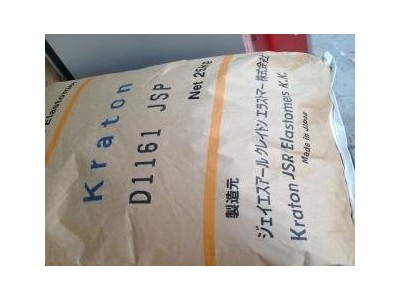 Elastomer
Kraton
D1161 JSP
Net 25kg
製造元
ジェイエスアール クレイトン エラストマー 株式会社
Kraton JSR Elastomers K.K.
Made in Japan